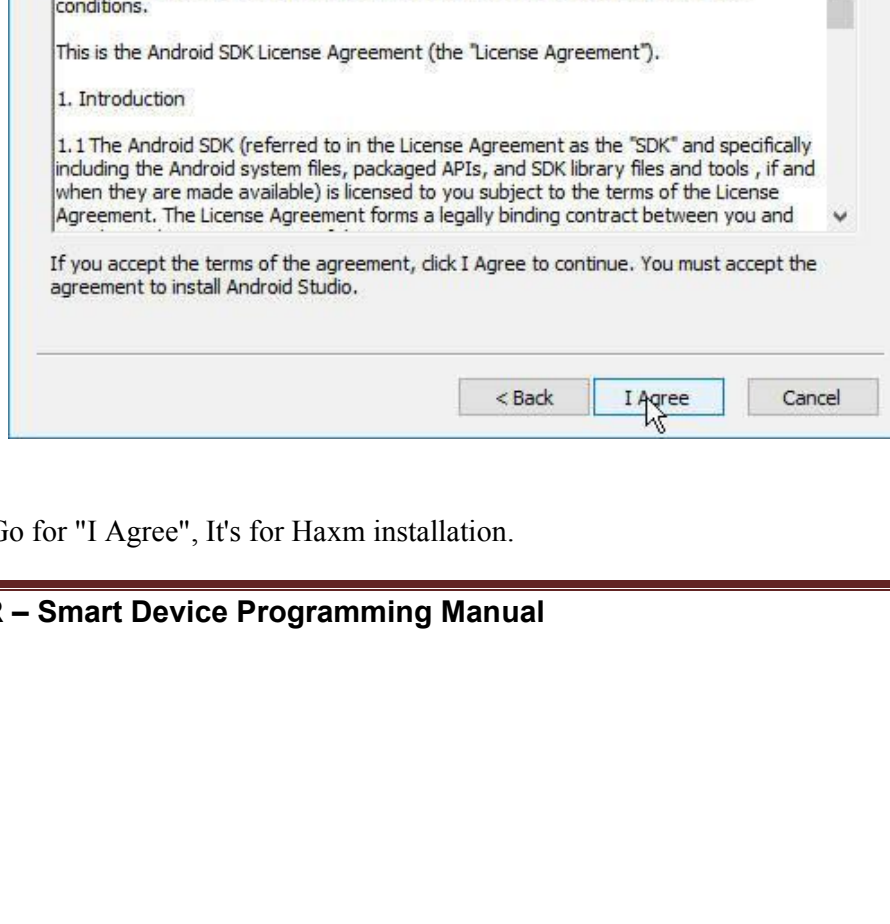 conditions.
This is the Android SDK License Agreement (the "License Agreement").
1. Introduction
1.1 The Android SDK (referred to in the License Agreement as the "SDK" and specifically
including the Android system files, packaged APIs, and SDK library files and tools , if and
when they are made available) is licensed to you subject to the terms of the License
Agreement. The License Agreement forms a legally binding contract between you and
If you accept the terms of the agreement, click I Agree to continue. You must accept the
agreement to install Android Studio.
< Back I Agree Cancel
Go for "I Agree", It's for Haxm installation.
R – Smart Device Programming Manual